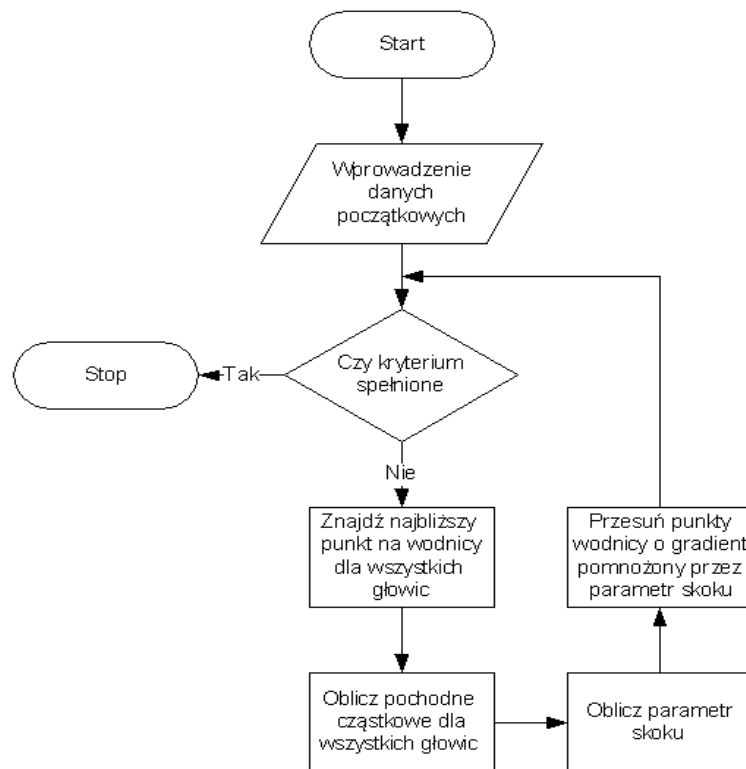 Start
Wprowadzenie
danych
początkowych
Czy kryterium
spełnione
Tak
Stop
Nie
Znajdź najbliższy
punkt na wodnicy
dla wszystkich
głowic
Oblicz pochodne
cząstkowe dla
wszystkich głowic
Oblicz parametr
skoku
Przesuń punkty
wodnicy o gradient
pomnożony przez
parametr skoku